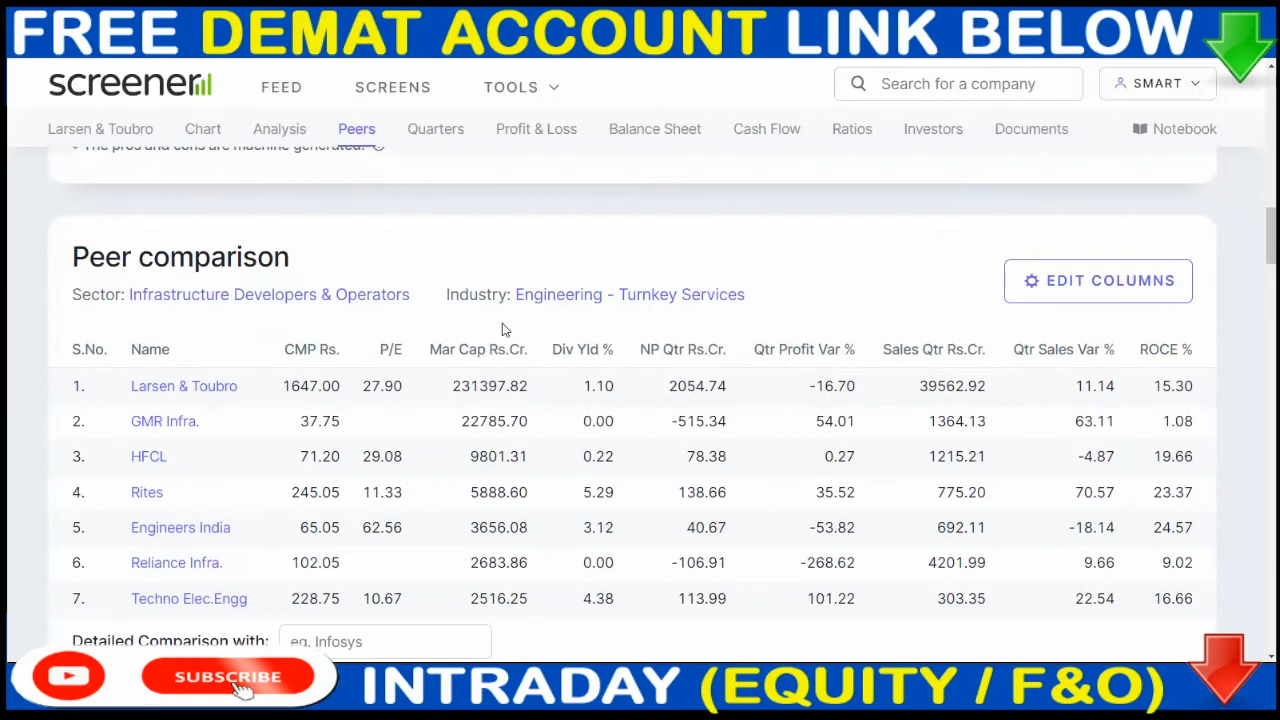 FREE DEMAT ACCOUNT LINK BELOW
screener
FEED SCREENS TOOLS Search for a company SMART
Larsen & Toubro Chart Analysis Peers Quarters Profit & Loss Balance Sheet Cash Flow Ratios Investors Documents Notebook
* The pros and cons are machine generated.
Peer comparison
Sector: Infrastructure Developers & Operators Industry: Engineering - Turnkey Services EDIT COLUMNS
S.No. Name CMP Rs. P/E Mar Cap Rs.Cr. Div Yld % NP Qtr Rs.Cr. Qtr Profit Var % Sales Qtr Rs.Cr. Qtr Sales Var % ROCE %
1. Larsen & Toubro 1647.00 27.90 231397.82 1.10 2054.74 -16.70 39562.92 11.14 15.30
2. GMR Infra. 37.75 22785.70 0.00 -515.34 54.01 1364.13 63.11 1.08
3. HFCL 71.20 29.08 9801.31 0.22 78.38 0.27 1215.21 -4.87 19.66
4. Rites 245.05 11.33 5888.60 5.29 138.66 35.52 775.20 70.57 23.37
5. Engineers India 65.05 62.56 3656.08 3.12 40.67 -53.82 692.11 -18.14 24.57
6. Reliance Infra. 102.05 2683.86 0.00 -106.91 -268.62 4201.99 9.66 9.02
7. Techno Elec.Engg 228.75 10.67 2516.25 4.38 113.99 101.22 303.35 22.54 16.66
Detailed Comparison with: eg. Infosys
SUBSCRIBE
INTRADAY (EQUITY / F&O)